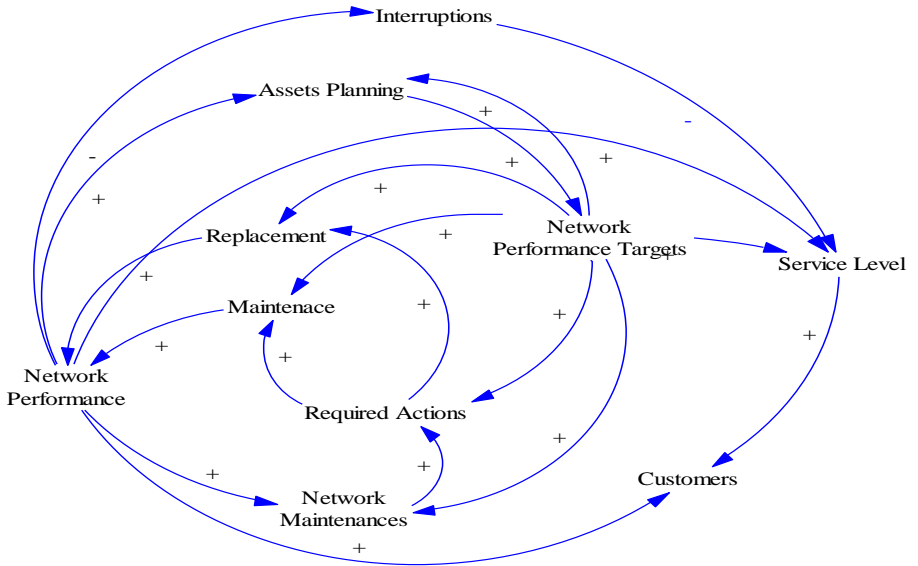 Interruptions
Assets Planning
+
-
-
+
+
+
+
Replacement
Network
Performance Targets
+
+
Service Level
+
+
Maintenace
+
+
+
+
+
Network
Performance
Required Actions
+
+
+
Customers
Network
Maintenances
+